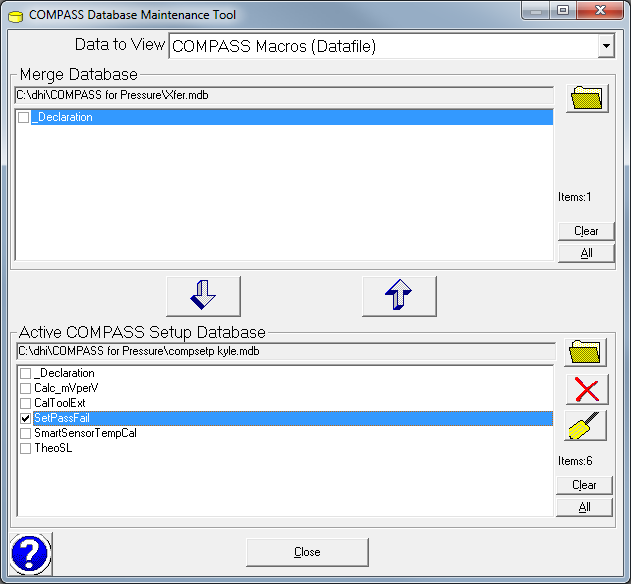 COMPASS Database Maintenance Tool
Data to View COMPASS Macros (Datafile)
Merge Database
C:\dhi\COMPASS for Pressure\Xfer.mdb
_Declaration
Items:1
Clear
All
Active COMPASS Setup Database
C:\dhi\COMPASS for Pressure\compsetp kyle.mdb
_Declaration
Calc_mVperV
CalToolExt
SetPassFail
SmartSensorTempCal
TheoSL
Items:6
Clear
All
?
Close